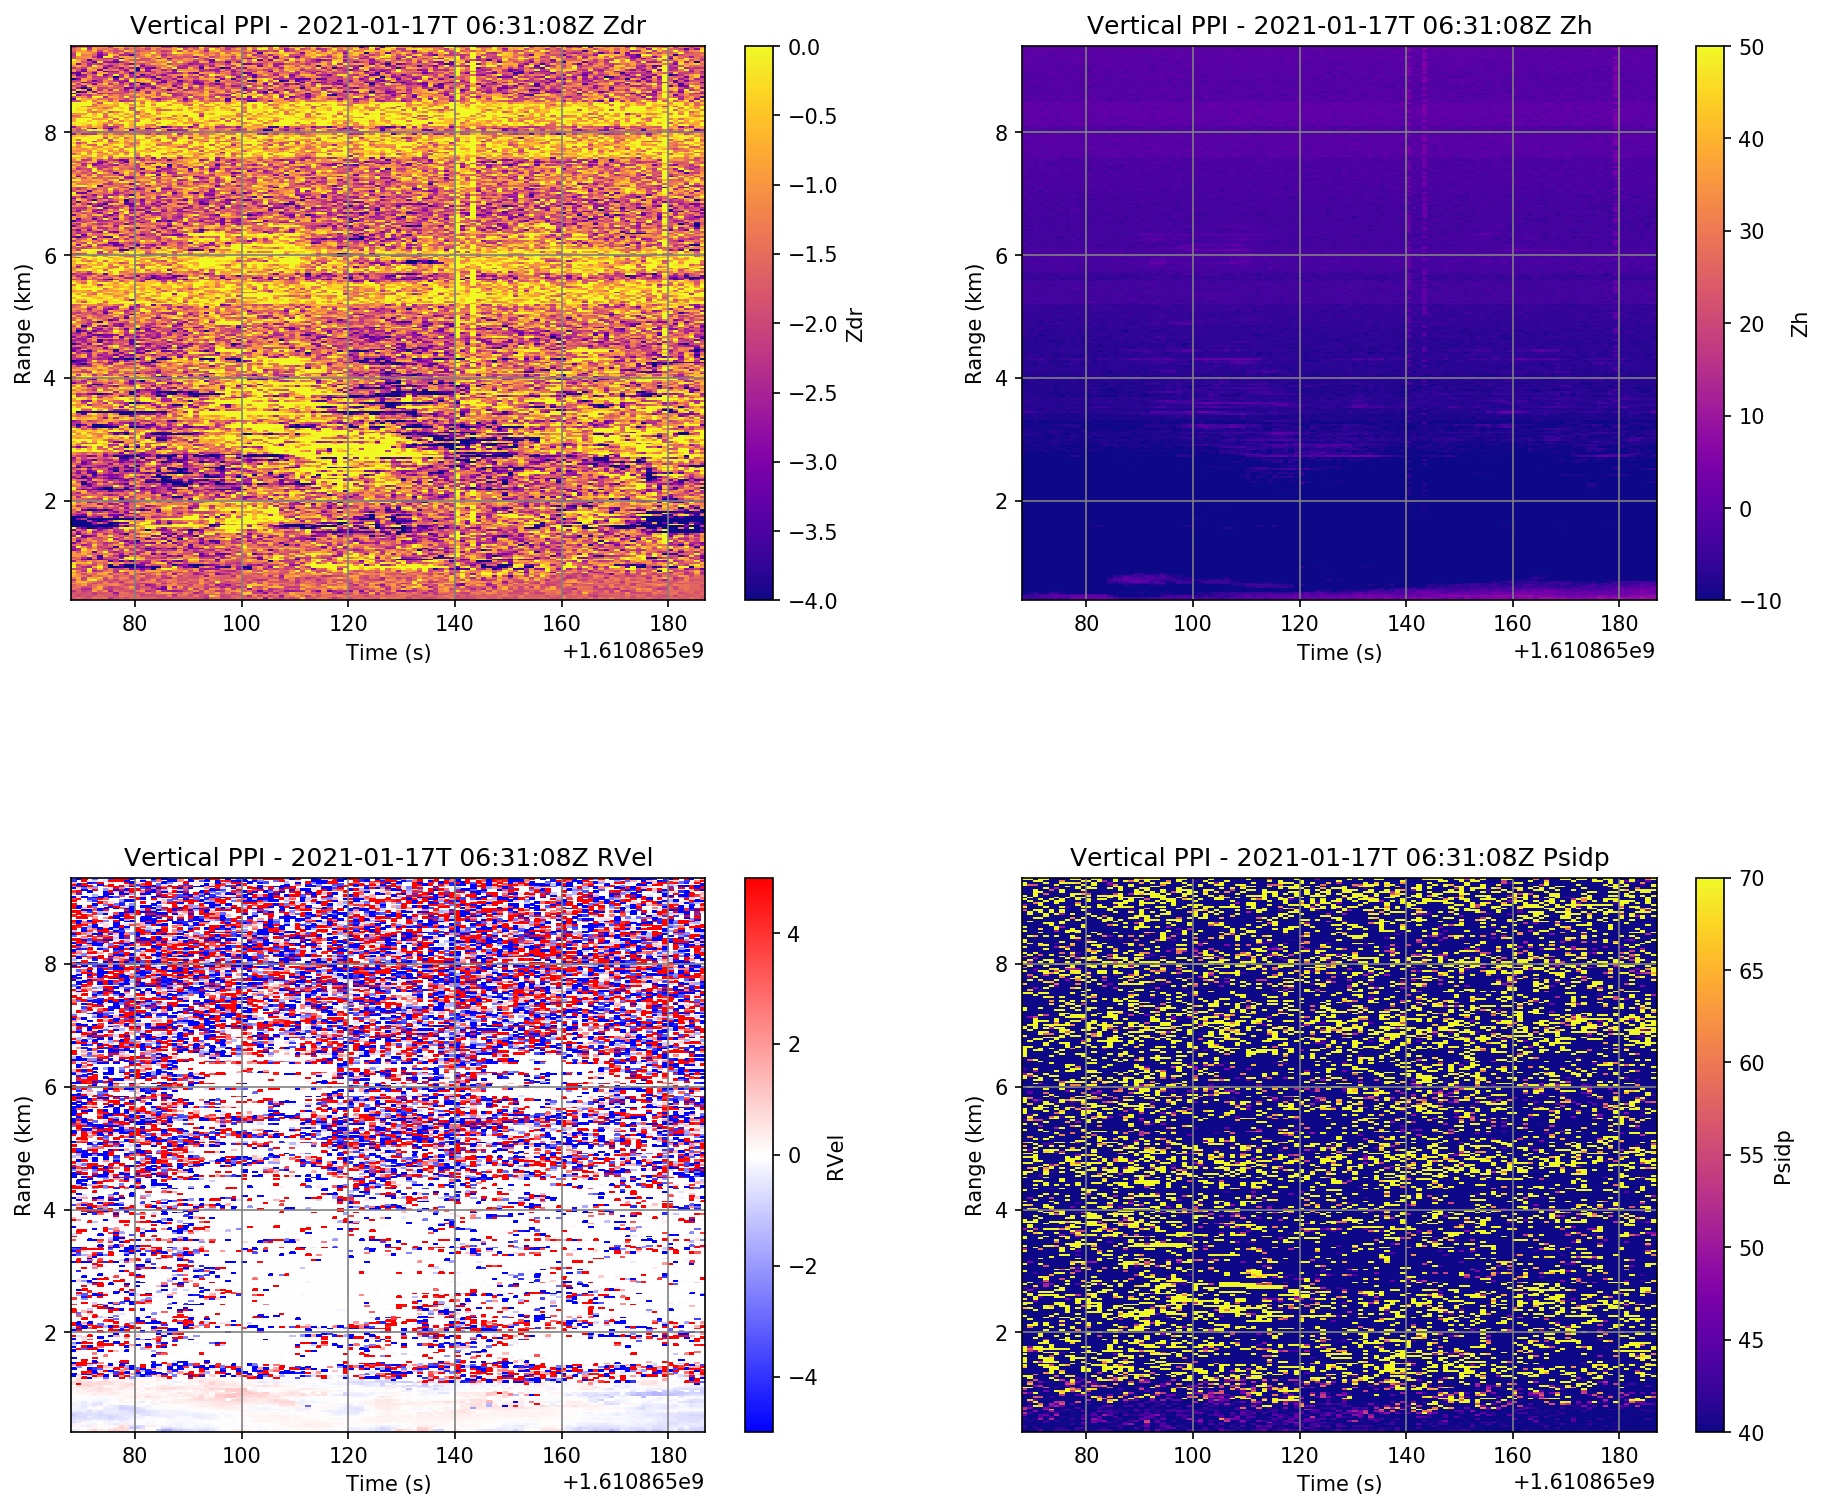 Vertical PPI - 2021-01-17T 06:31:08Z Zdr
Range (km)
8
6
4
2
80 100 120 140 160 180
Time (s)
+1.610865e9
0.0
−0.5
−1.0
−1.5
−2.0
−2.5
−3.0
−3.5
−4.0
Zdr
Vertical PPI - 2021-01-17T 06:31:08Z Zh
Range (km)
8
6
4
2
80 100 120 140 160 180
Time (s)
+1.610865e9
50
40
30
20
10
0
−10
Zh
Vertical PPI - 2021-01-17T 06:31:08Z RVel
Range (km)
8
6
4
2
80 100 120 140 160 180
Time (s)
+1.610865e9
4
2
0
−2
−4
RVel
Vertical PPI - 2021-01-17T 06:31:08Z Psidp
Range (km)
8
6
4
2
80 100 120 140 160 180
Time (s)
+1.610865e9
70
65
60
55
50
45
40
Psidp